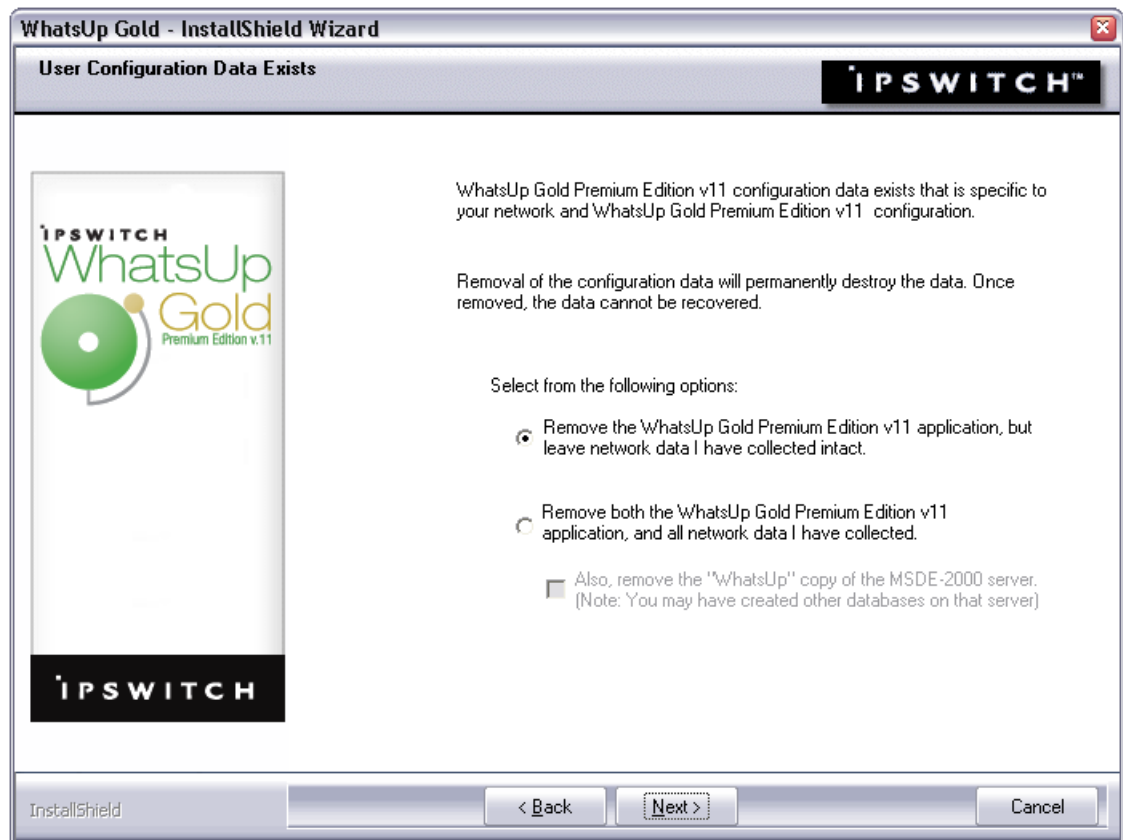 WhatsUp Gold - InstallShield Wizard
User Configuration Data Exists
IPSWITCH™
WhatsUp Gold Premium Edition v11 configuration data exists that is specific to
your network and WhatsUp Gold Premium Edition v11  configuration.
Removal of the configuration data will permanently destroy the data. Once
removed, the data cannot be recovered.
IPSWITCH
WhatsUp
Gold
Premium Edition v.11
Select from the following options:
Remove the WhatsUp Gold Premium Edition v11 application, but
leave network data I have collected intact.
Remove both the WhatsUp Gold Premium Edition v11
application, and all network data I have collected.
Also, remove the "WhatsUp" copy of the MSDE-2000 server.
(Note: You may have created other databases on that server)
IPSWITCH
InstallShield
< Back
Next >
Cancel